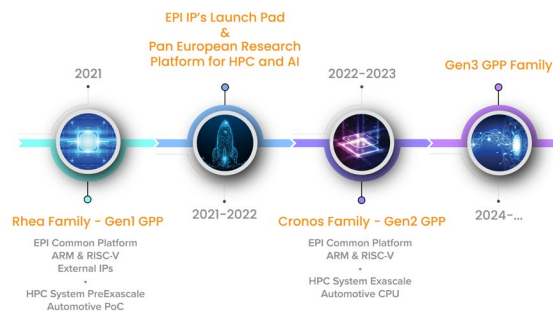 EPI IP's Launch Pad
&
Pan European Research
Platform for HPC and AI
2021
2022-2023
Gen3 GPP Family
Rhea Family - Gen1 GPP
EPI Common Platform
ARM & RISC-V
External IPs
•
HPC System PreExascale
Automotive PoC
2021-2022
Cronos Family - Gen2 GPP
EPI Common Platform
ARM & RISC-V
•
HPC System Exascale
Automotive CPU
2024-...